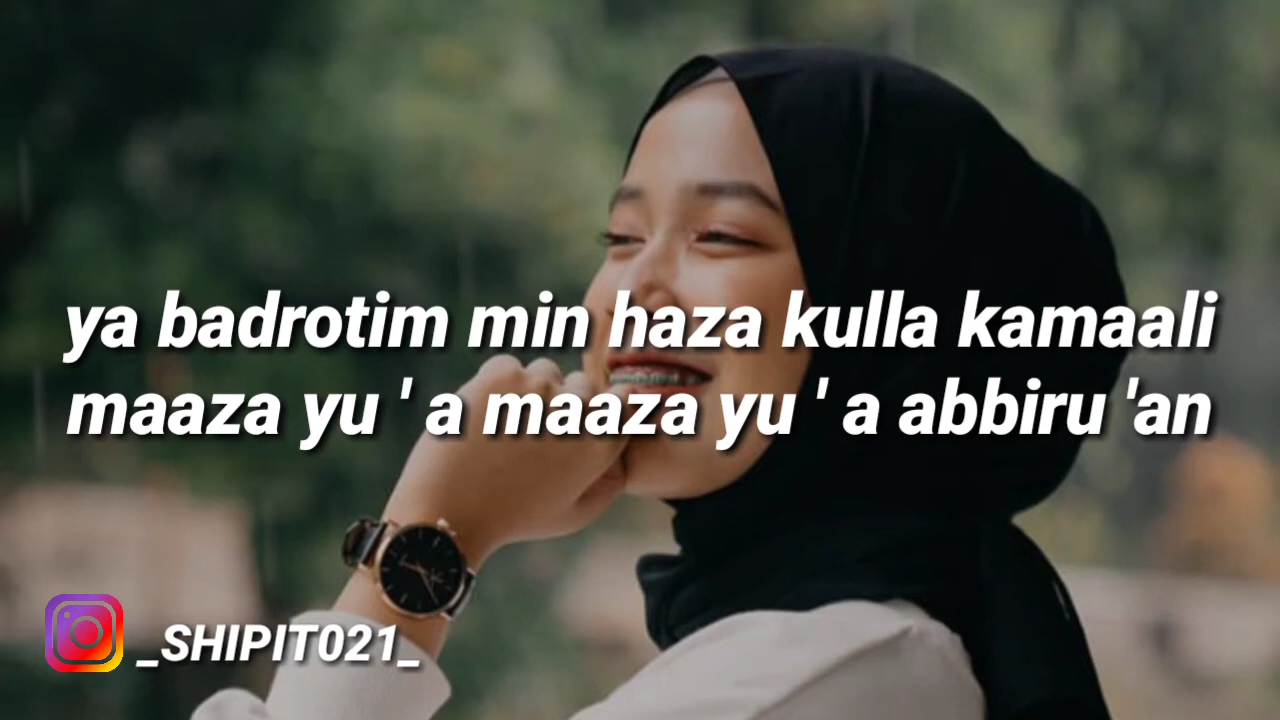 ya badrotim min haza kulla kamaali
maaza yu ' a maaza yu ' a abbiru 'an
_SHIPIT021_